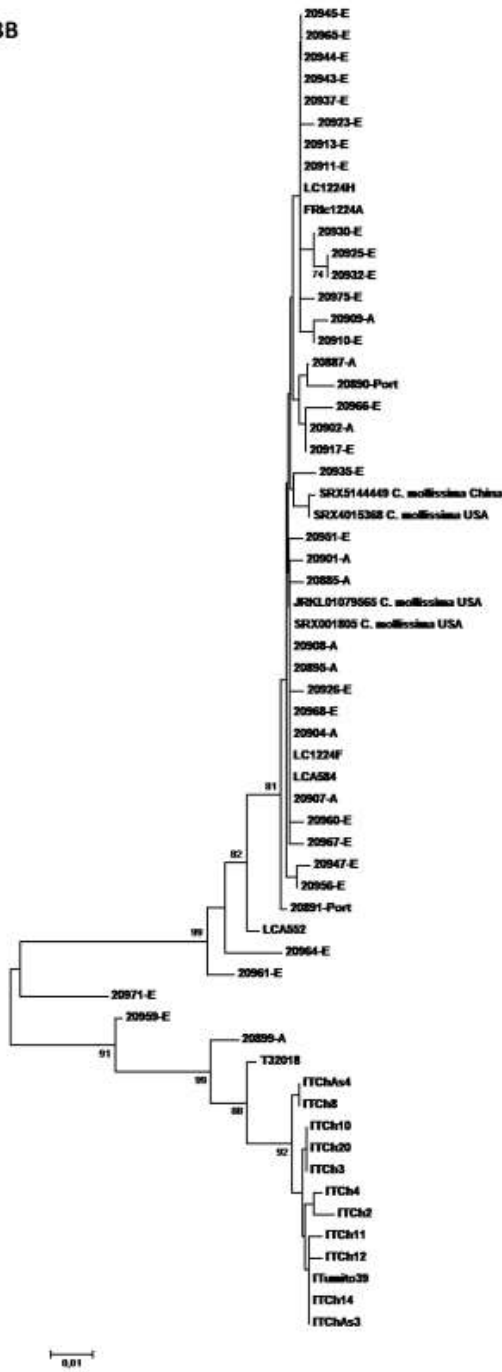 3B
20945-E
20965-E
20944-E
20943-E
20937-E
20923-E
20913-E
20911-E
LC1224H
FRlc1224A
20930-E
20925-E
74
20932-E
20975-E
20909-A
20910-E
20887-A
20890-Port
20966-E
20902-A
20917-E
20935-E
SRX5144449 C. mollissima China
SRX4015368 C. mollissima USA
20951-E
20901-A
20885-A
JRKL01079565 C. mollissima USA
SRX001805 C. mollissima USA
20908-A
20895-A
20926-E
20968-E
20904-A
LC1224F
LCA584
81
20907-A
20960-E
20967-E
82
20947-E
20956-E
20891-Port
LCA552
99
20964-E
20961-E
20971-E
20959-E
91
20899-A
99
T32018
ITChAs4
88
ITCh8
ITCh10
92
ITCh20
ITCh3
ITCh4
ITCh2
ITCh11
ITCh12
ITumito39
ITCh14
ITChAs3
0,01